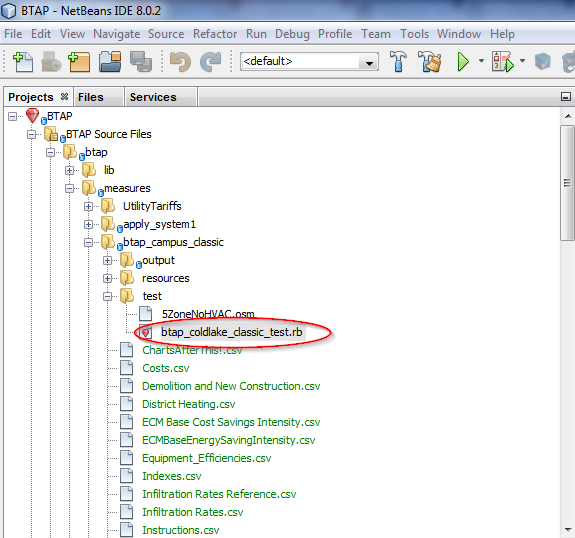 BTAP - NetBeans IDE 8.0.2
File Edit View Navigate Source Refactor Run Debug Profile Team Tools Window Help
<default>
Projects Files Services
BTAP
BTAP Source Files
btap
lib
measures
UtilityTariffs
apply_system1
btap_campus_classic
output
resources
test
5ZoneNoHVAC.osm
btap_coldlake_classic_test.rb
ChartsAfterThis!.csv
Costs.csv
Demolition and New Construction.csv
District Heating.csv
ECM Base Cost Savings Intensity.csv
ECMBaseEnergySavingIntensity.csv
Equipment_Efficiencies.csv
Indexes.csv
Infiltration Rates Reference.csv
Infiltration Rates.csv
Instructions.csv